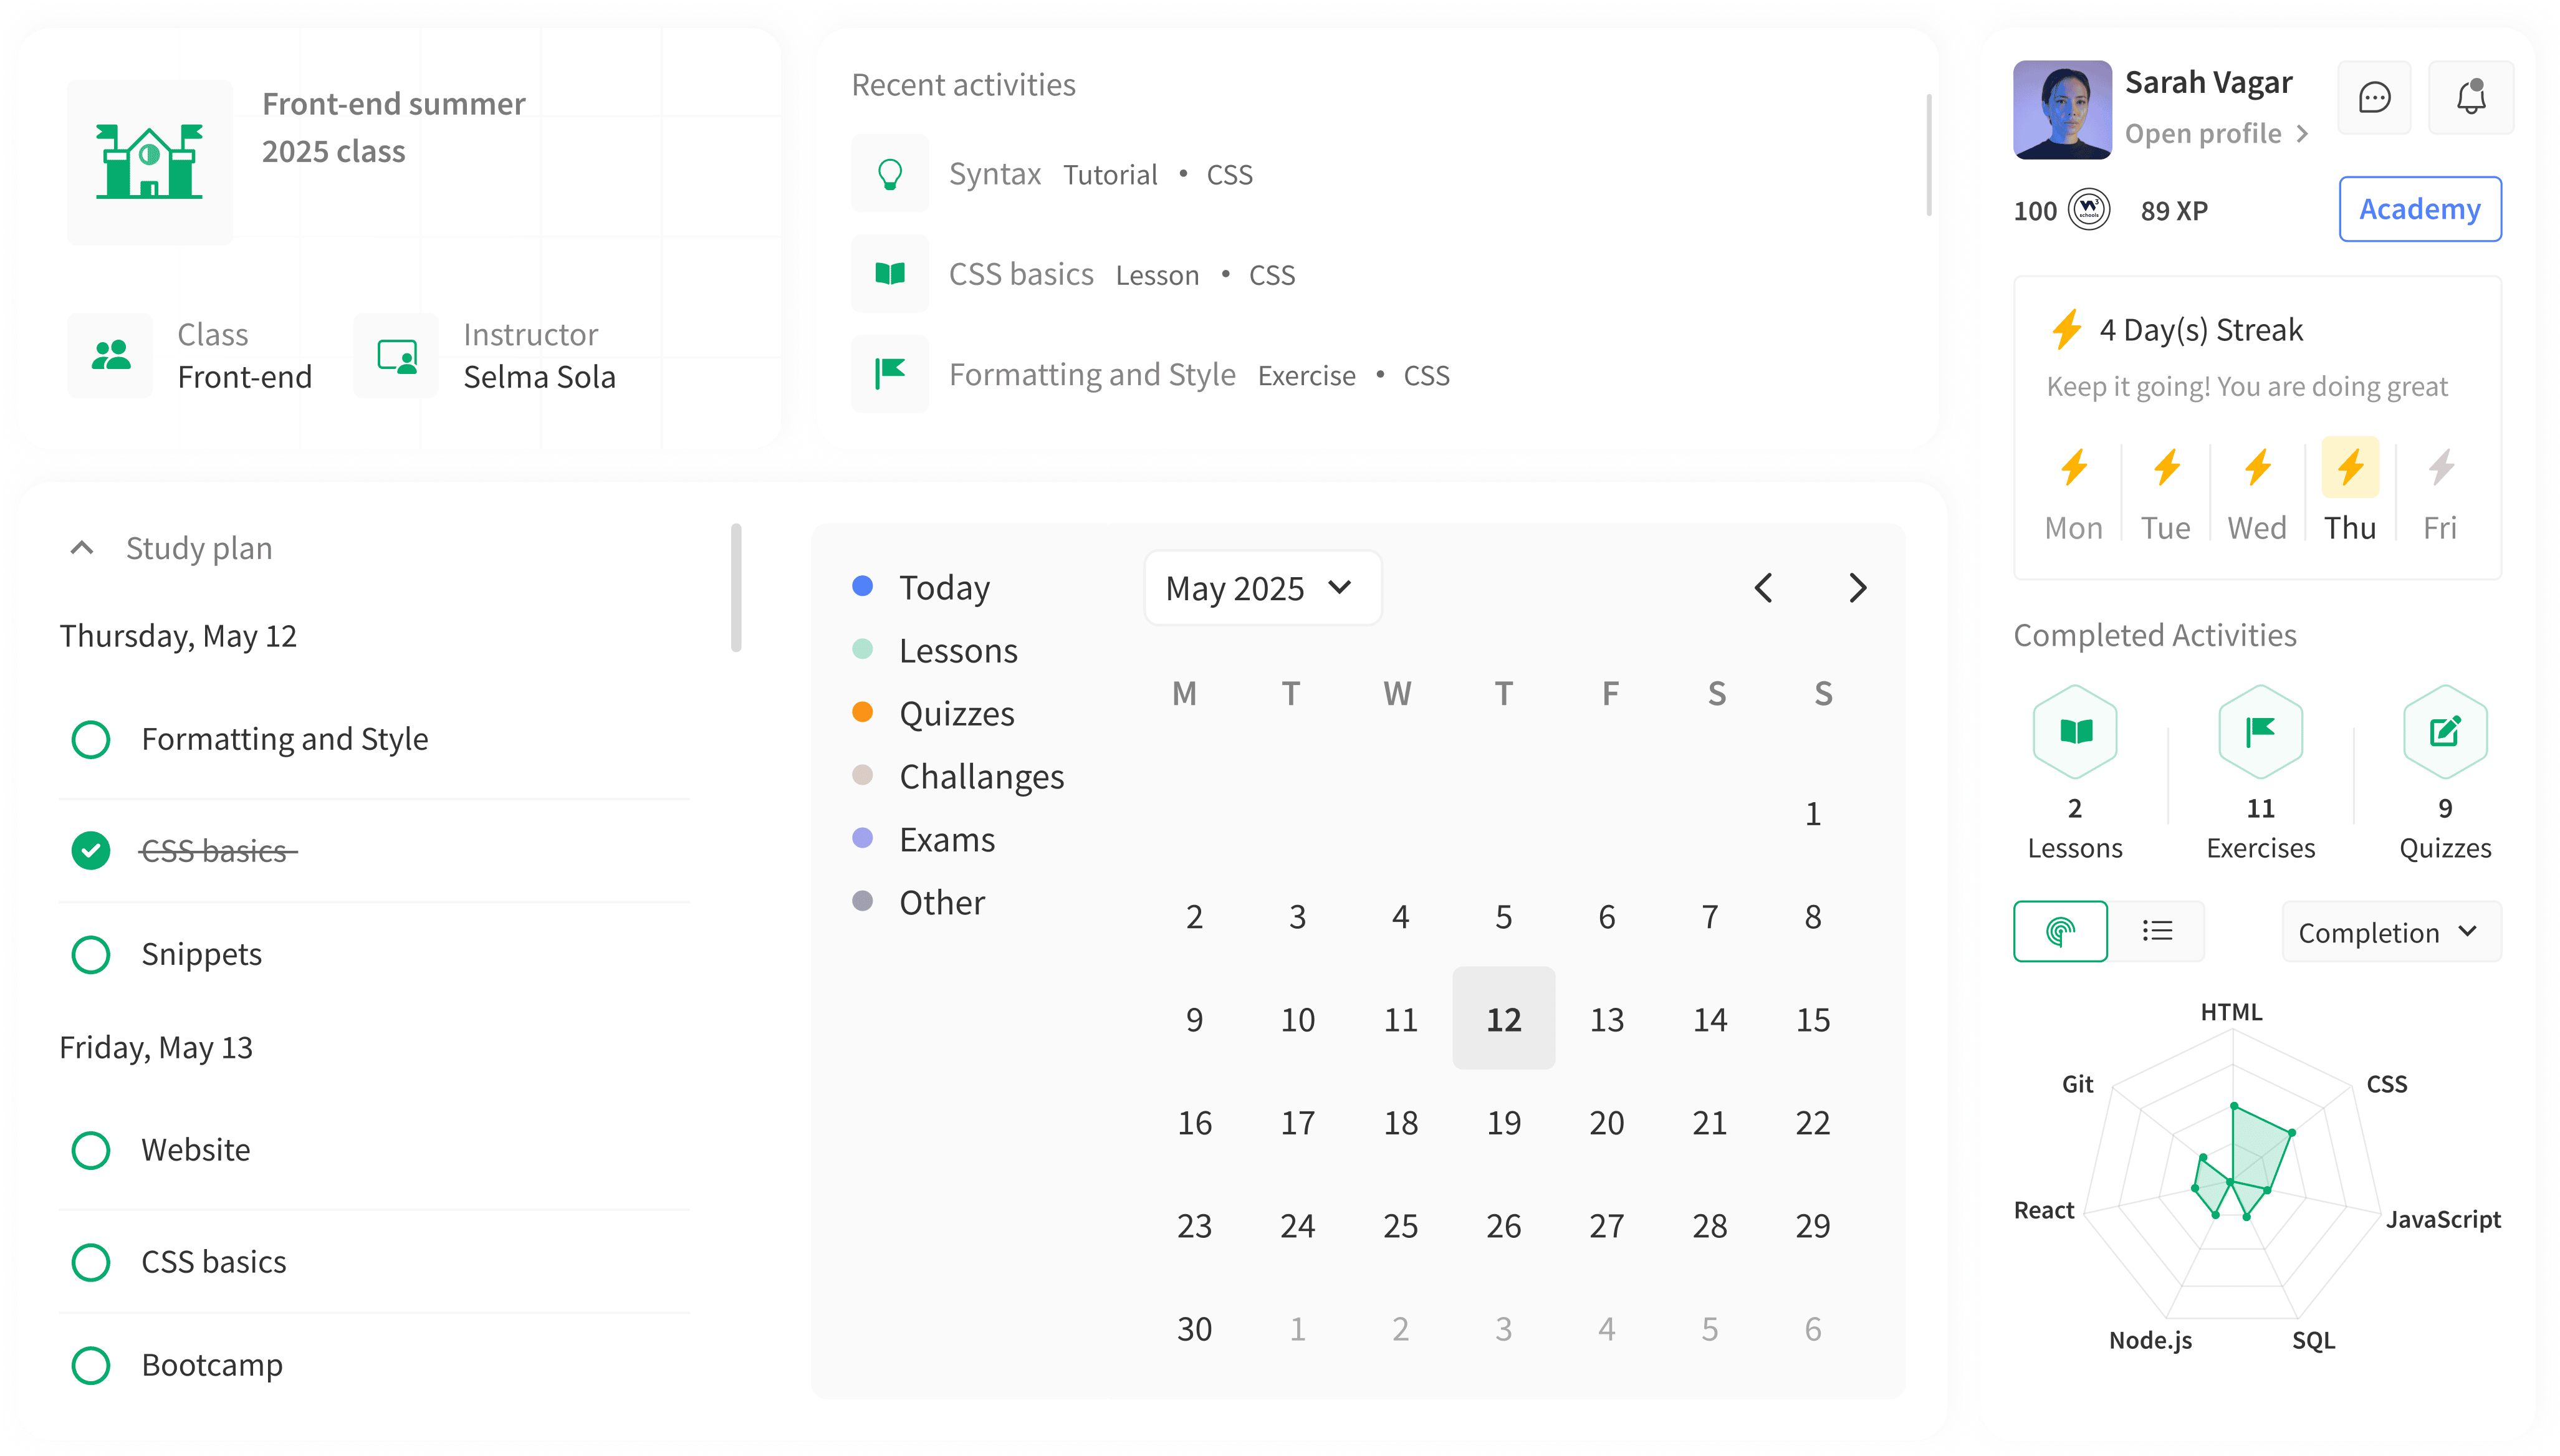 Front-end summer
2025 class
Class
Front-end
Instructor
Selma Sola
Recent activities
Syntax Tutorial • CSS
CSS basics Lesson • CSS
Formatting and Style Exercise • CSS
Sarah Vagar
Open profile
100 W3 schools 89 XP
Academy
4 Day(s) Streak
Keep it going! You are doing great
Mon Tue Wed Thu Fri
Study plan
Thursday, May 12
Formatting and Style
CSS basics
Snippets
Friday, May 13
Website
CSS basics
Bootcamp
Today
Lessons
Quizzes
Challanges
Exams
Other
May 2025
M T W T F S S
1
2 3 4 5 6 7 8
9 10 11 12 13 14 15
16 17 18 19 20 21 22
23 24 25 26 27 28 29
30 1 2 3 4 5 6
Completed Activities
2 11 9
Lessons Exercises Quizzes
Completion
HTML
Git CSS
React JavaScript
Node.js SQL